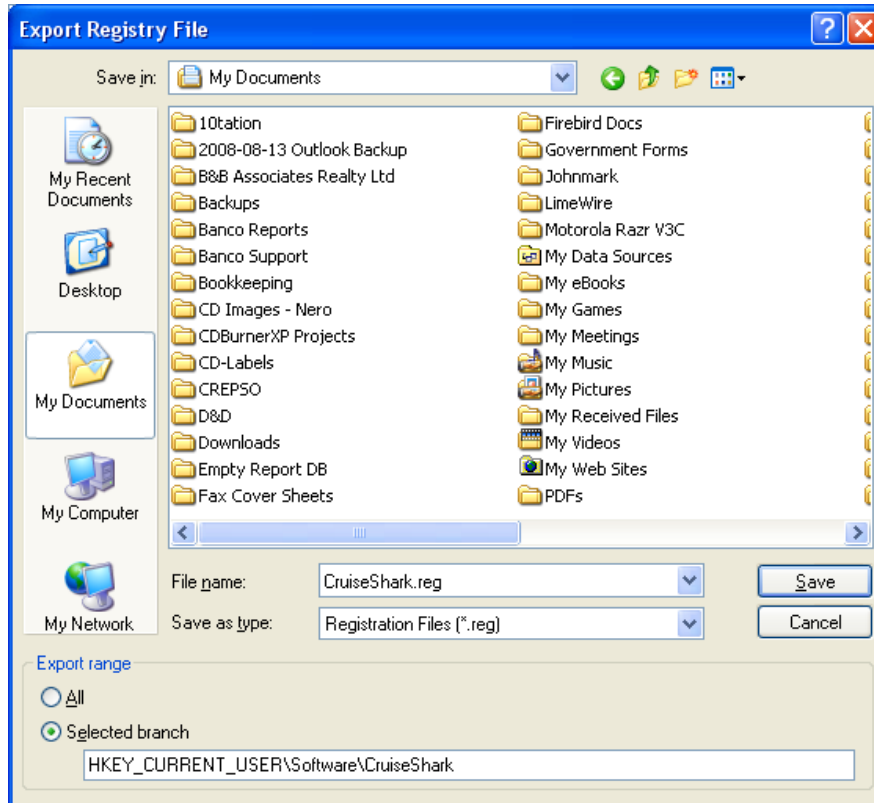 Export Registry File
Save in: My Documents
My Recent Documents
Desktop
My Documents
My Computer
My Network
10tation
2008-08-13 Outlook Backup
B&B Associates Realty Ltd
Backups
Banco Reports
Banco Support
Bookkeeping
CD Images - Nero
CDBurnerXP Projects
CD-Labels
CREPSO
D&D
Downloads
Empty Report DB
Fax Cover Sheets
Firebird Docs
Government Forms
Johnmark
LimeWire
Motorola Razr V3C
My Data Sources
My eBooks
My Games
My Meetings
My Music
My Pictures
My Received Files
My Videos
My Web Sites
PDFs
File name: CruiseShark.reg
Save
Save as type: Registration Files (*.reg)
Cancel
Export range
All
Selected branch
HKEY_CURRENT_USER\Software\CruiseShark